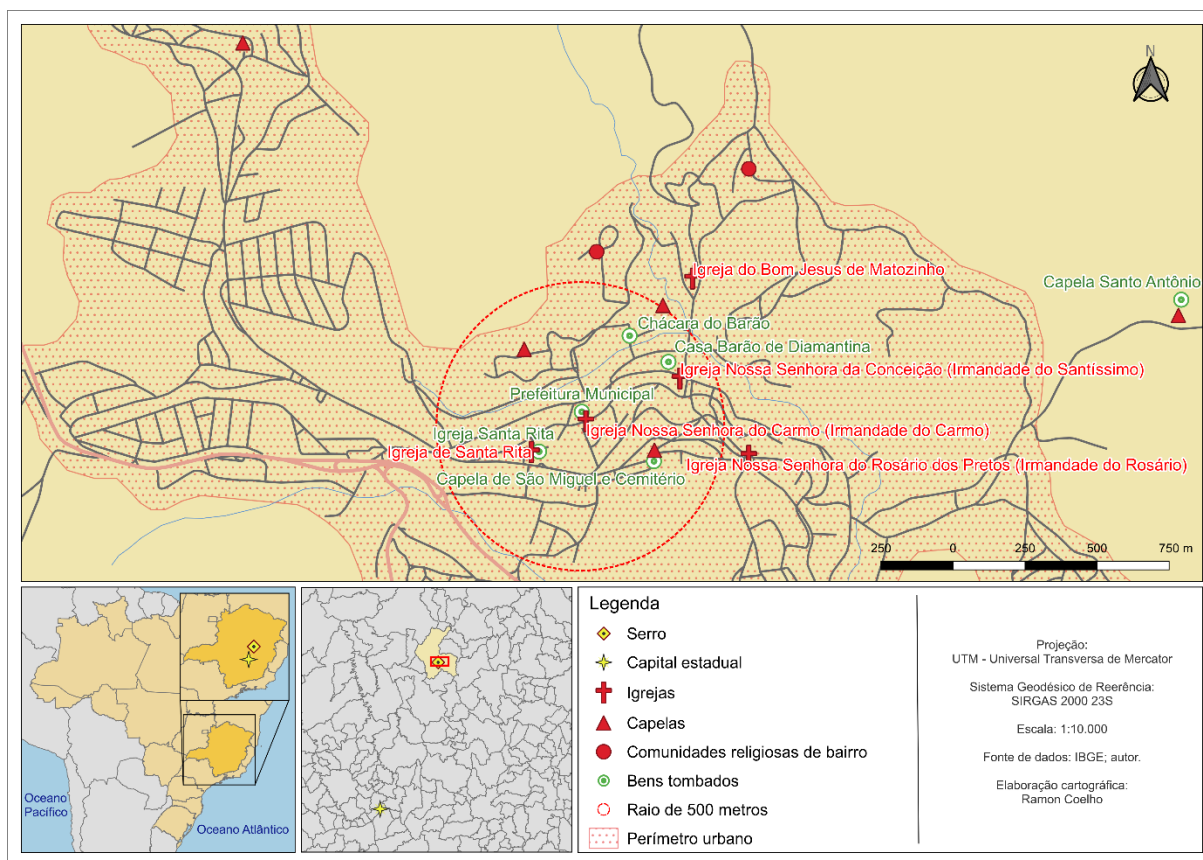 N
Igreja do Bom Jesus de Matozinho
Capela Santo Antônio
Chácara do Barão
Casa Barão de Diamantina
Igreja Nossa Senhora da Conceição (Irmandade do Santíssimo)
Prefeitura Municipal
Igreja Nossa Senhora do Carmo (Irmandade do Carmo)
Igreja Santa Rita
Igreja de Santa Rita
Igreja Nossa Senhora do Rosário dos Pretos (Irmandade do Rosário)
Capela de São Miguel e Cemitério
250 0 250 500 750 m
Oceano
Pacífico
Oceano Atlântico
Legenda
Serro
Capital estadual
Igrejas
Capelas
Comunidades religiosas de bairro
Bens tombados
Raio de 500 metros
Perímetro urbano
Projeção:
UTM - Universal Transversa de Mercator
Sistema Geodésico de Reerência:
SIRGAS 2000 23S
Escala: 1:10.000
Fonte de dados: IBGE; autor.
Elaboração cartográfica:
Ramon Coelho